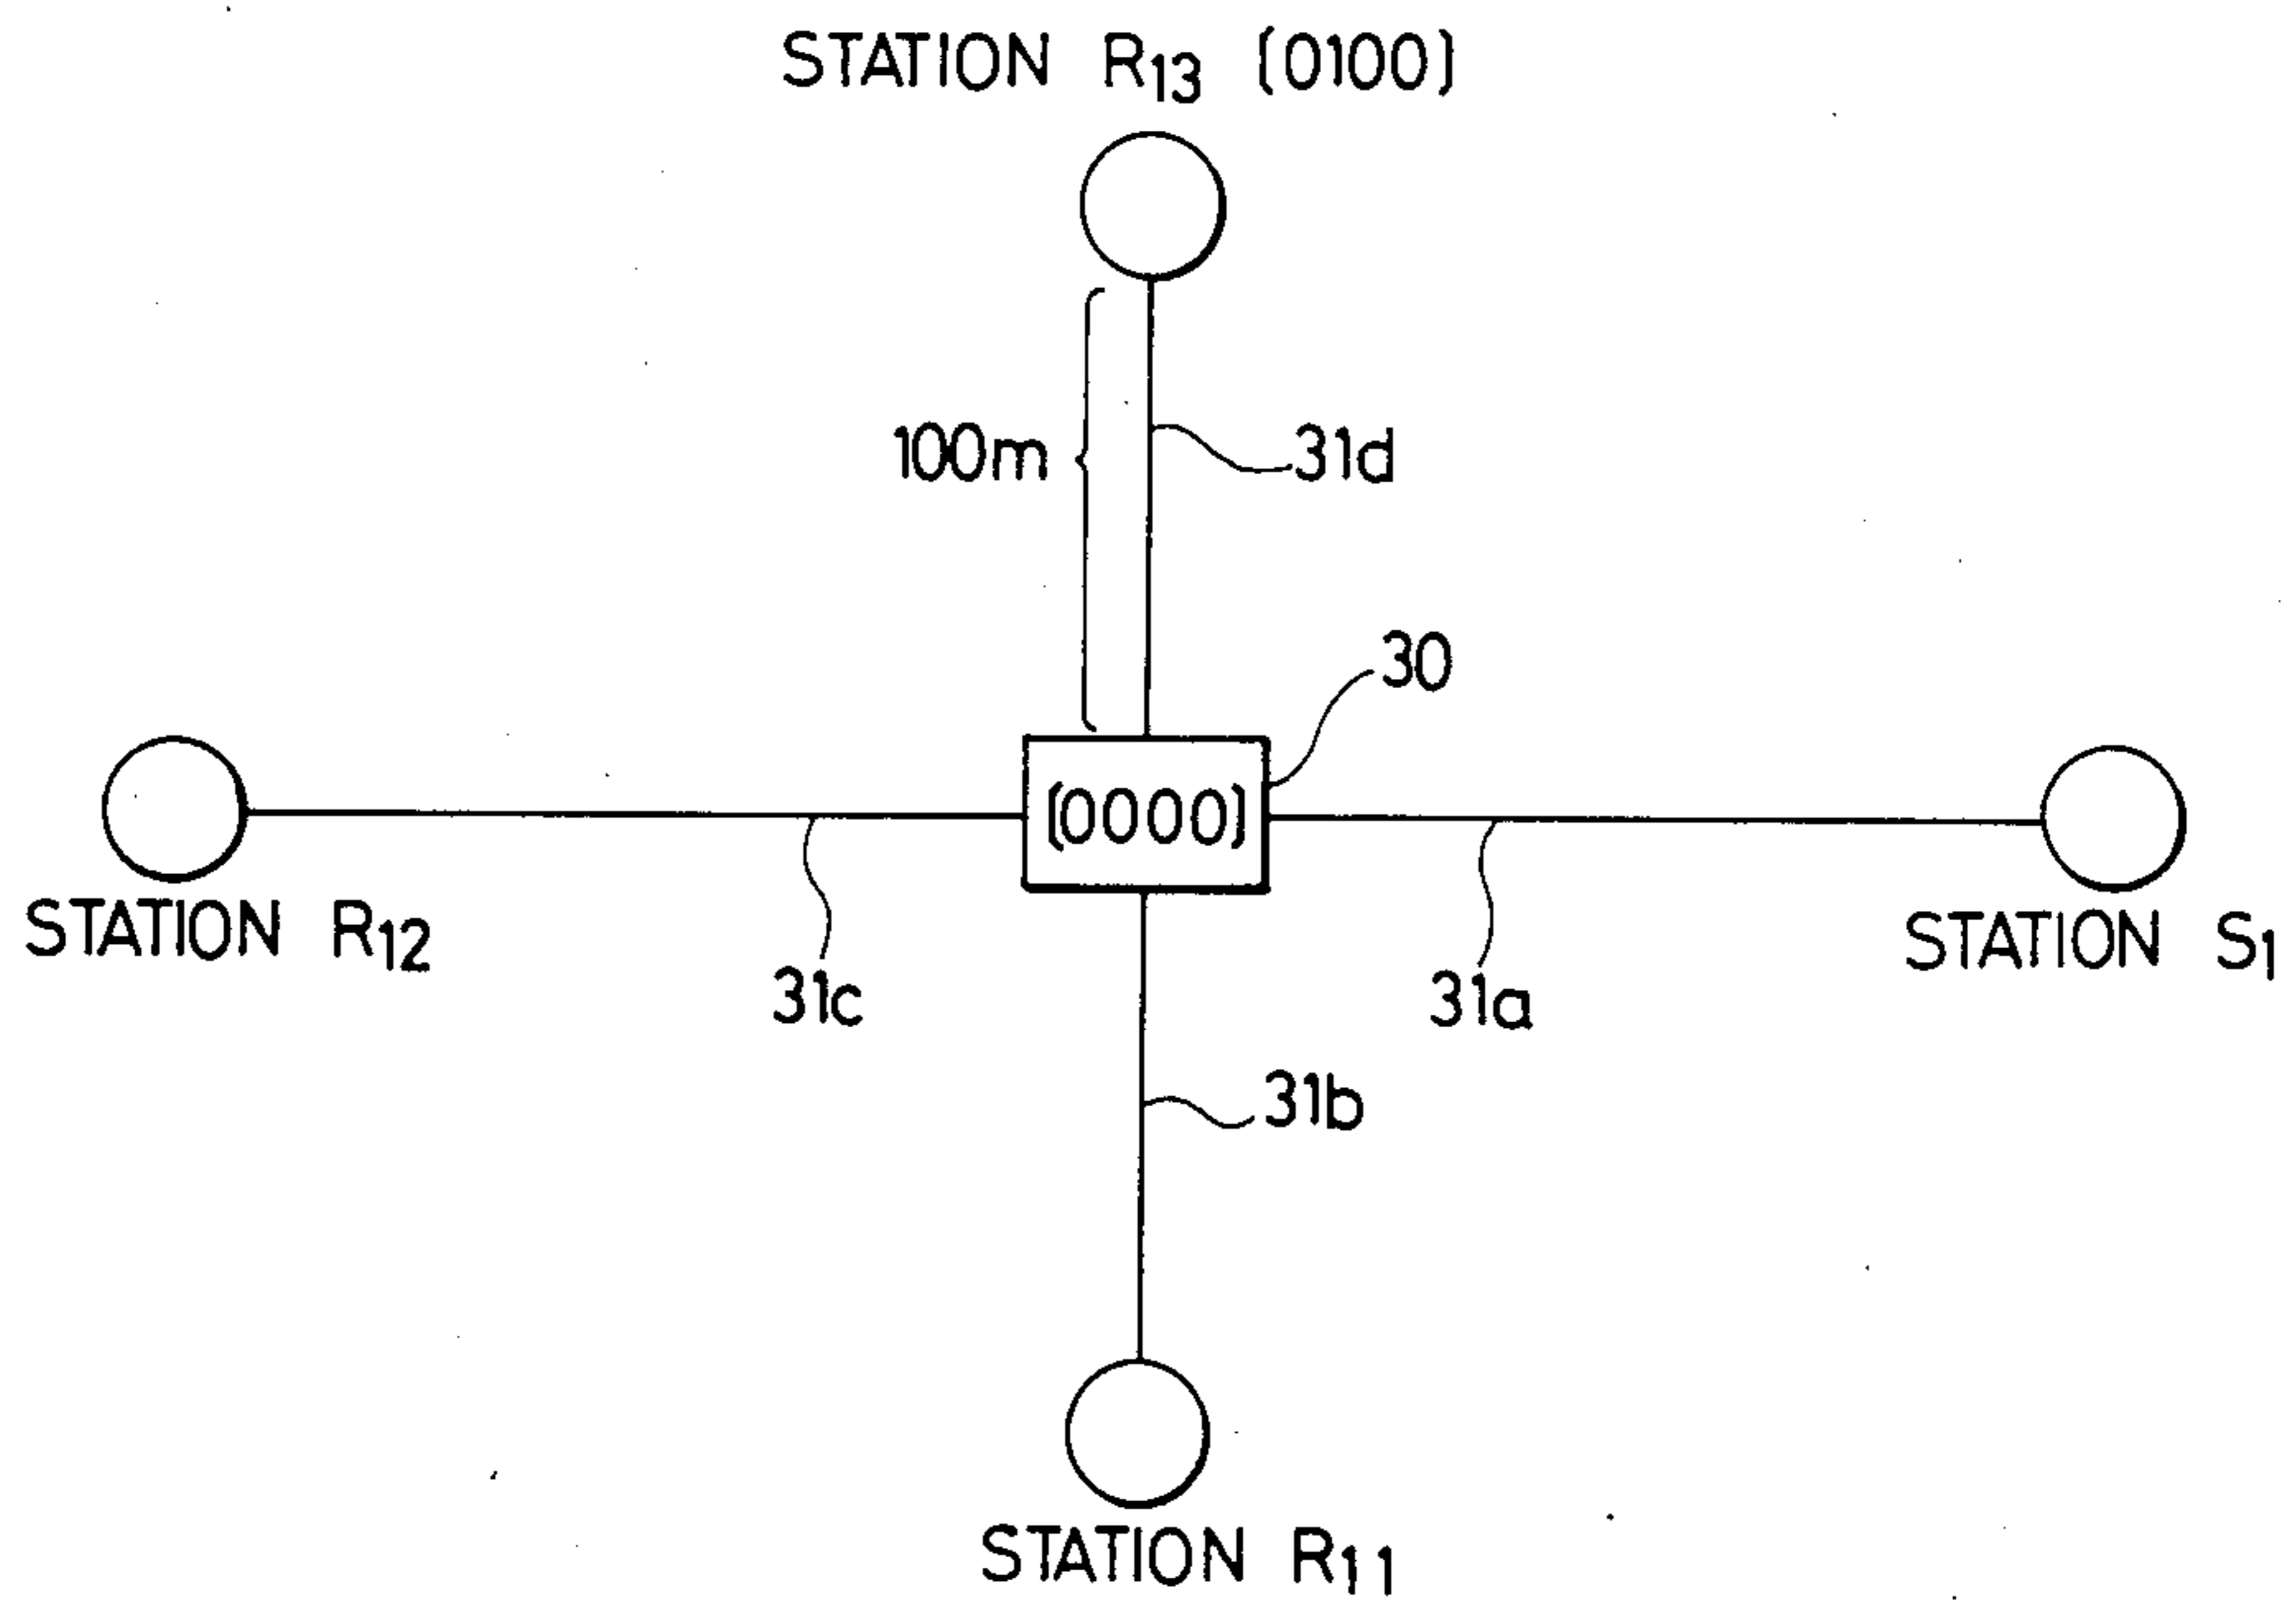 STATION R13 (0100)
100m
31d
30
(0000)
STATION R12
STATION S1
31c
31a
31b
STATION R11